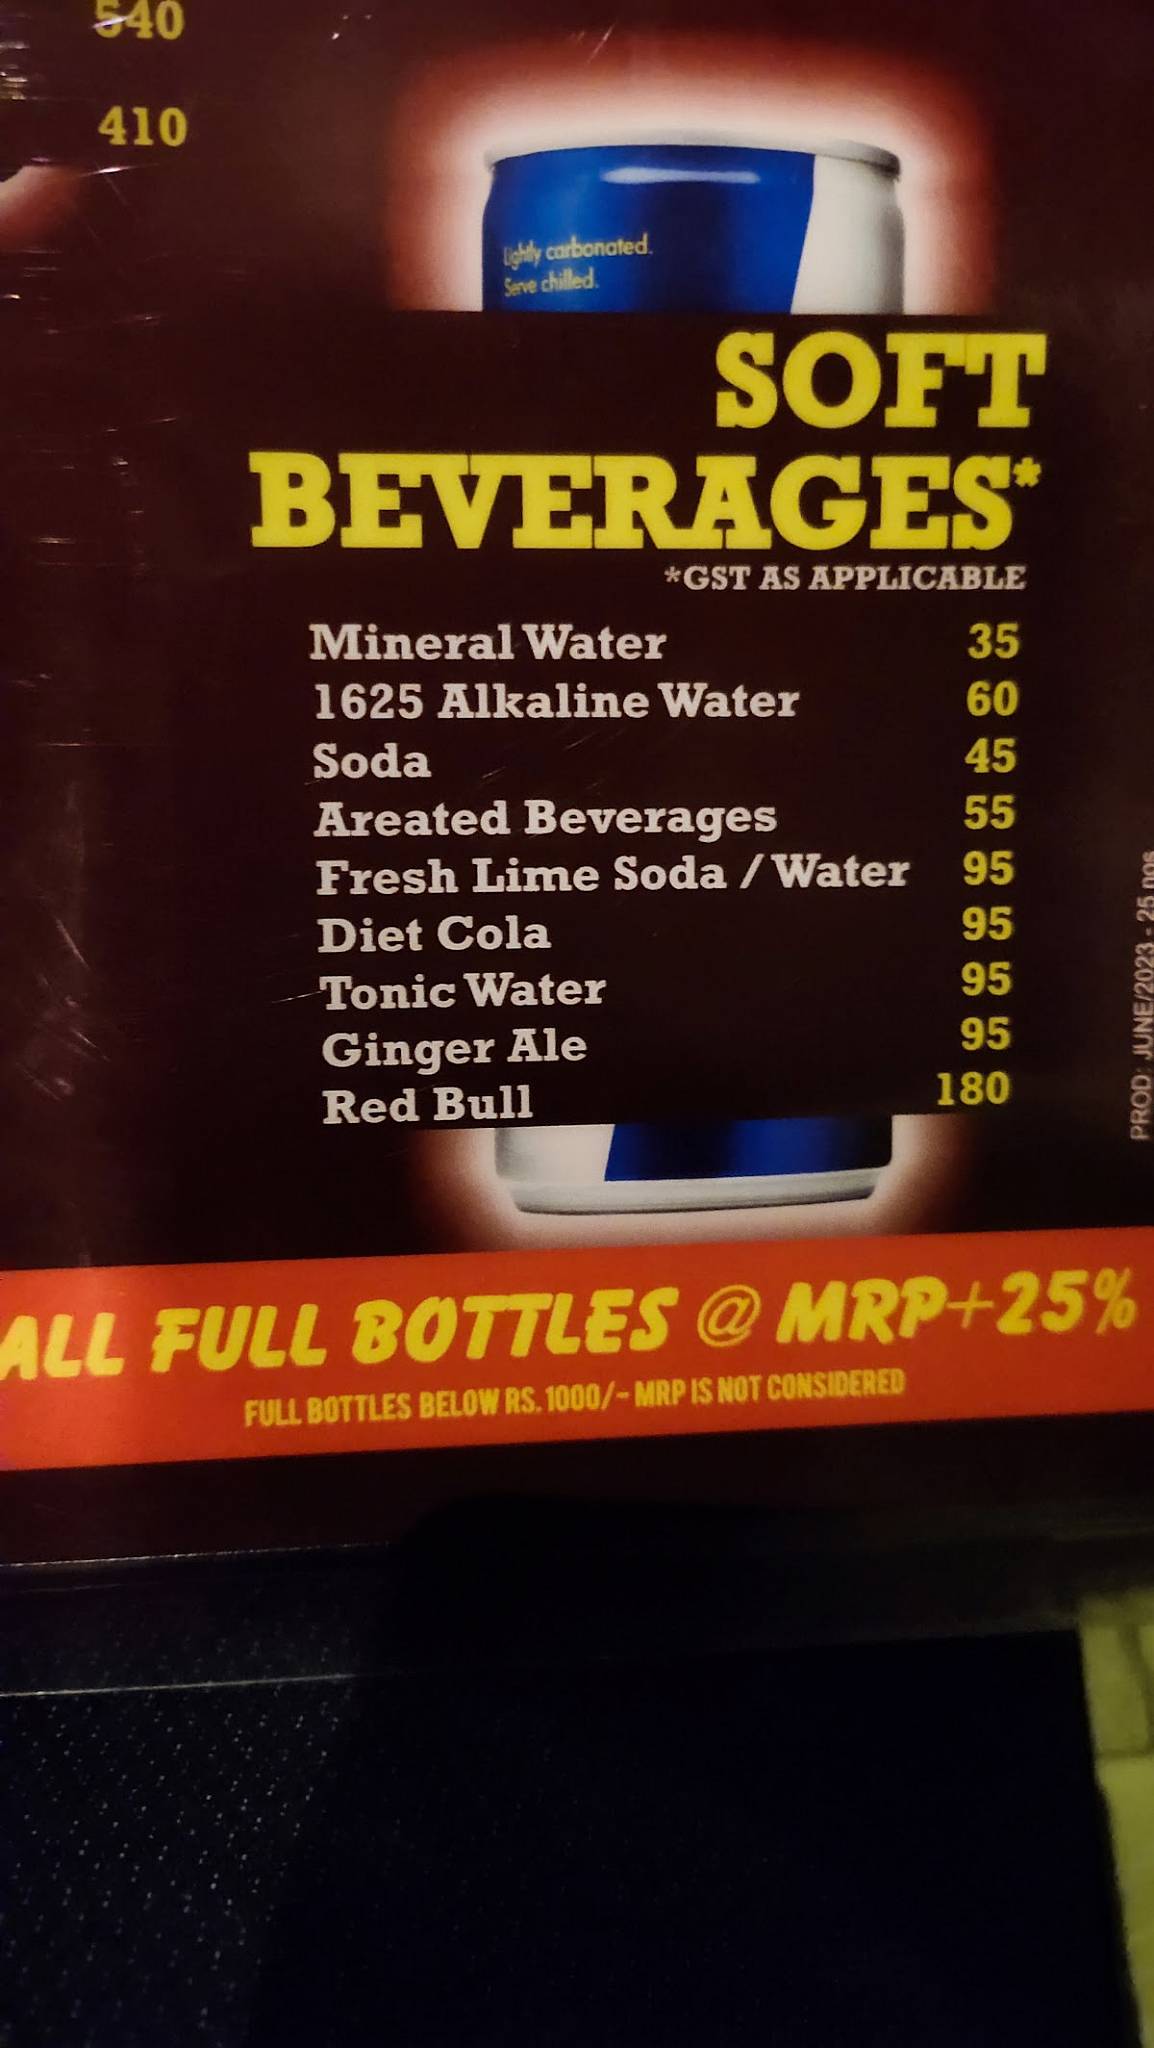 540
410
Lightly carbonated.
Serve chilled.
SOFT
BEVERAGES*
*GST AS APPLICABLE
Mineral Water 35
1625 Alkaline Water 60
Soda 45
Areated Beverages 55
Fresh Lime Soda / Water 95
Diet Cola 95
Tonic Water 95
Ginger Ale 95
Red Bull 180
PROD: JUNE/2023 - 25 nos
ALL FULL BOTTLES @ MRP+25%
FULL BOTTLES BELOW RS. 1000/- MRP IS NOT CONSIDERED